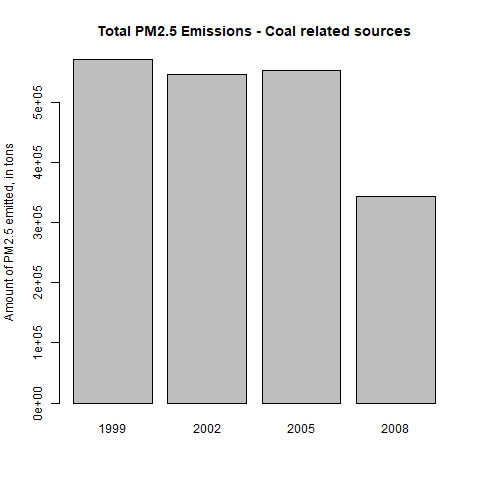 Total PM2.5 Emissions - Coal related sources
Amount of PM2.5 emitted, in tons
5e+05
4e+05
3e+05
2e+05
1e+05
0e+00
1999 2002 2005 2008